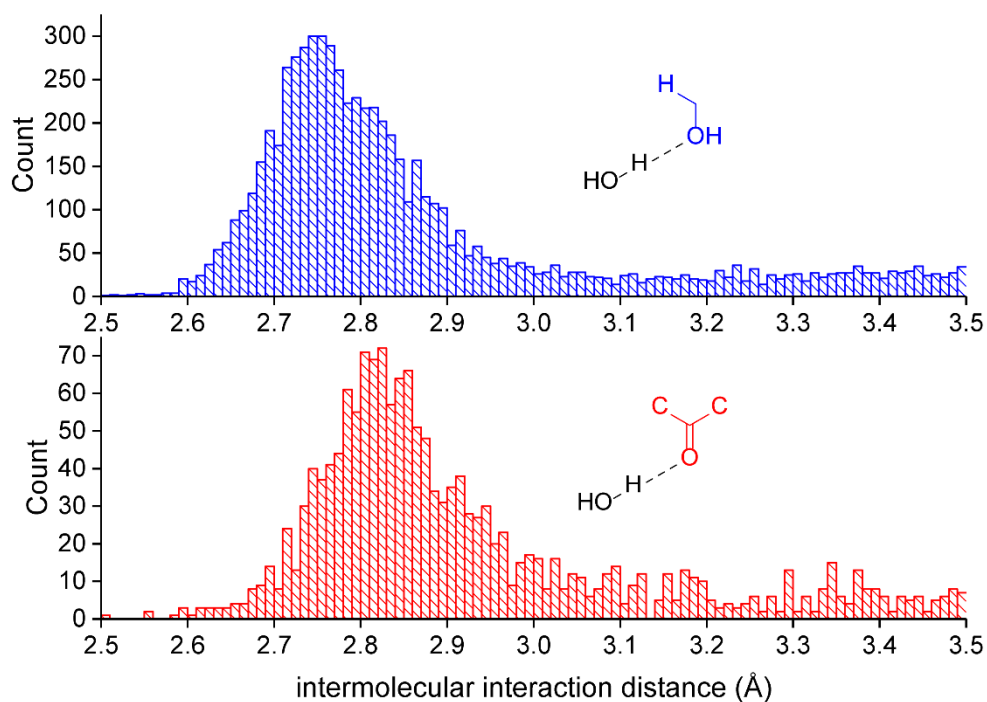 Count
300
250
200
150
100
50
0
H
OH
H
HO
2.5 2.6 2.7 2.8 2.9 3.0 3.1 3.2 3.3 3.4 3.5
Count
70
60
50
40
30
20
10
0
C C
O
H
HO
2.5 2.6 2.7 2.8 2.9 3.0 3.1 3.2 3.3 3.4 3.5
intermolecular interaction distance (Å)